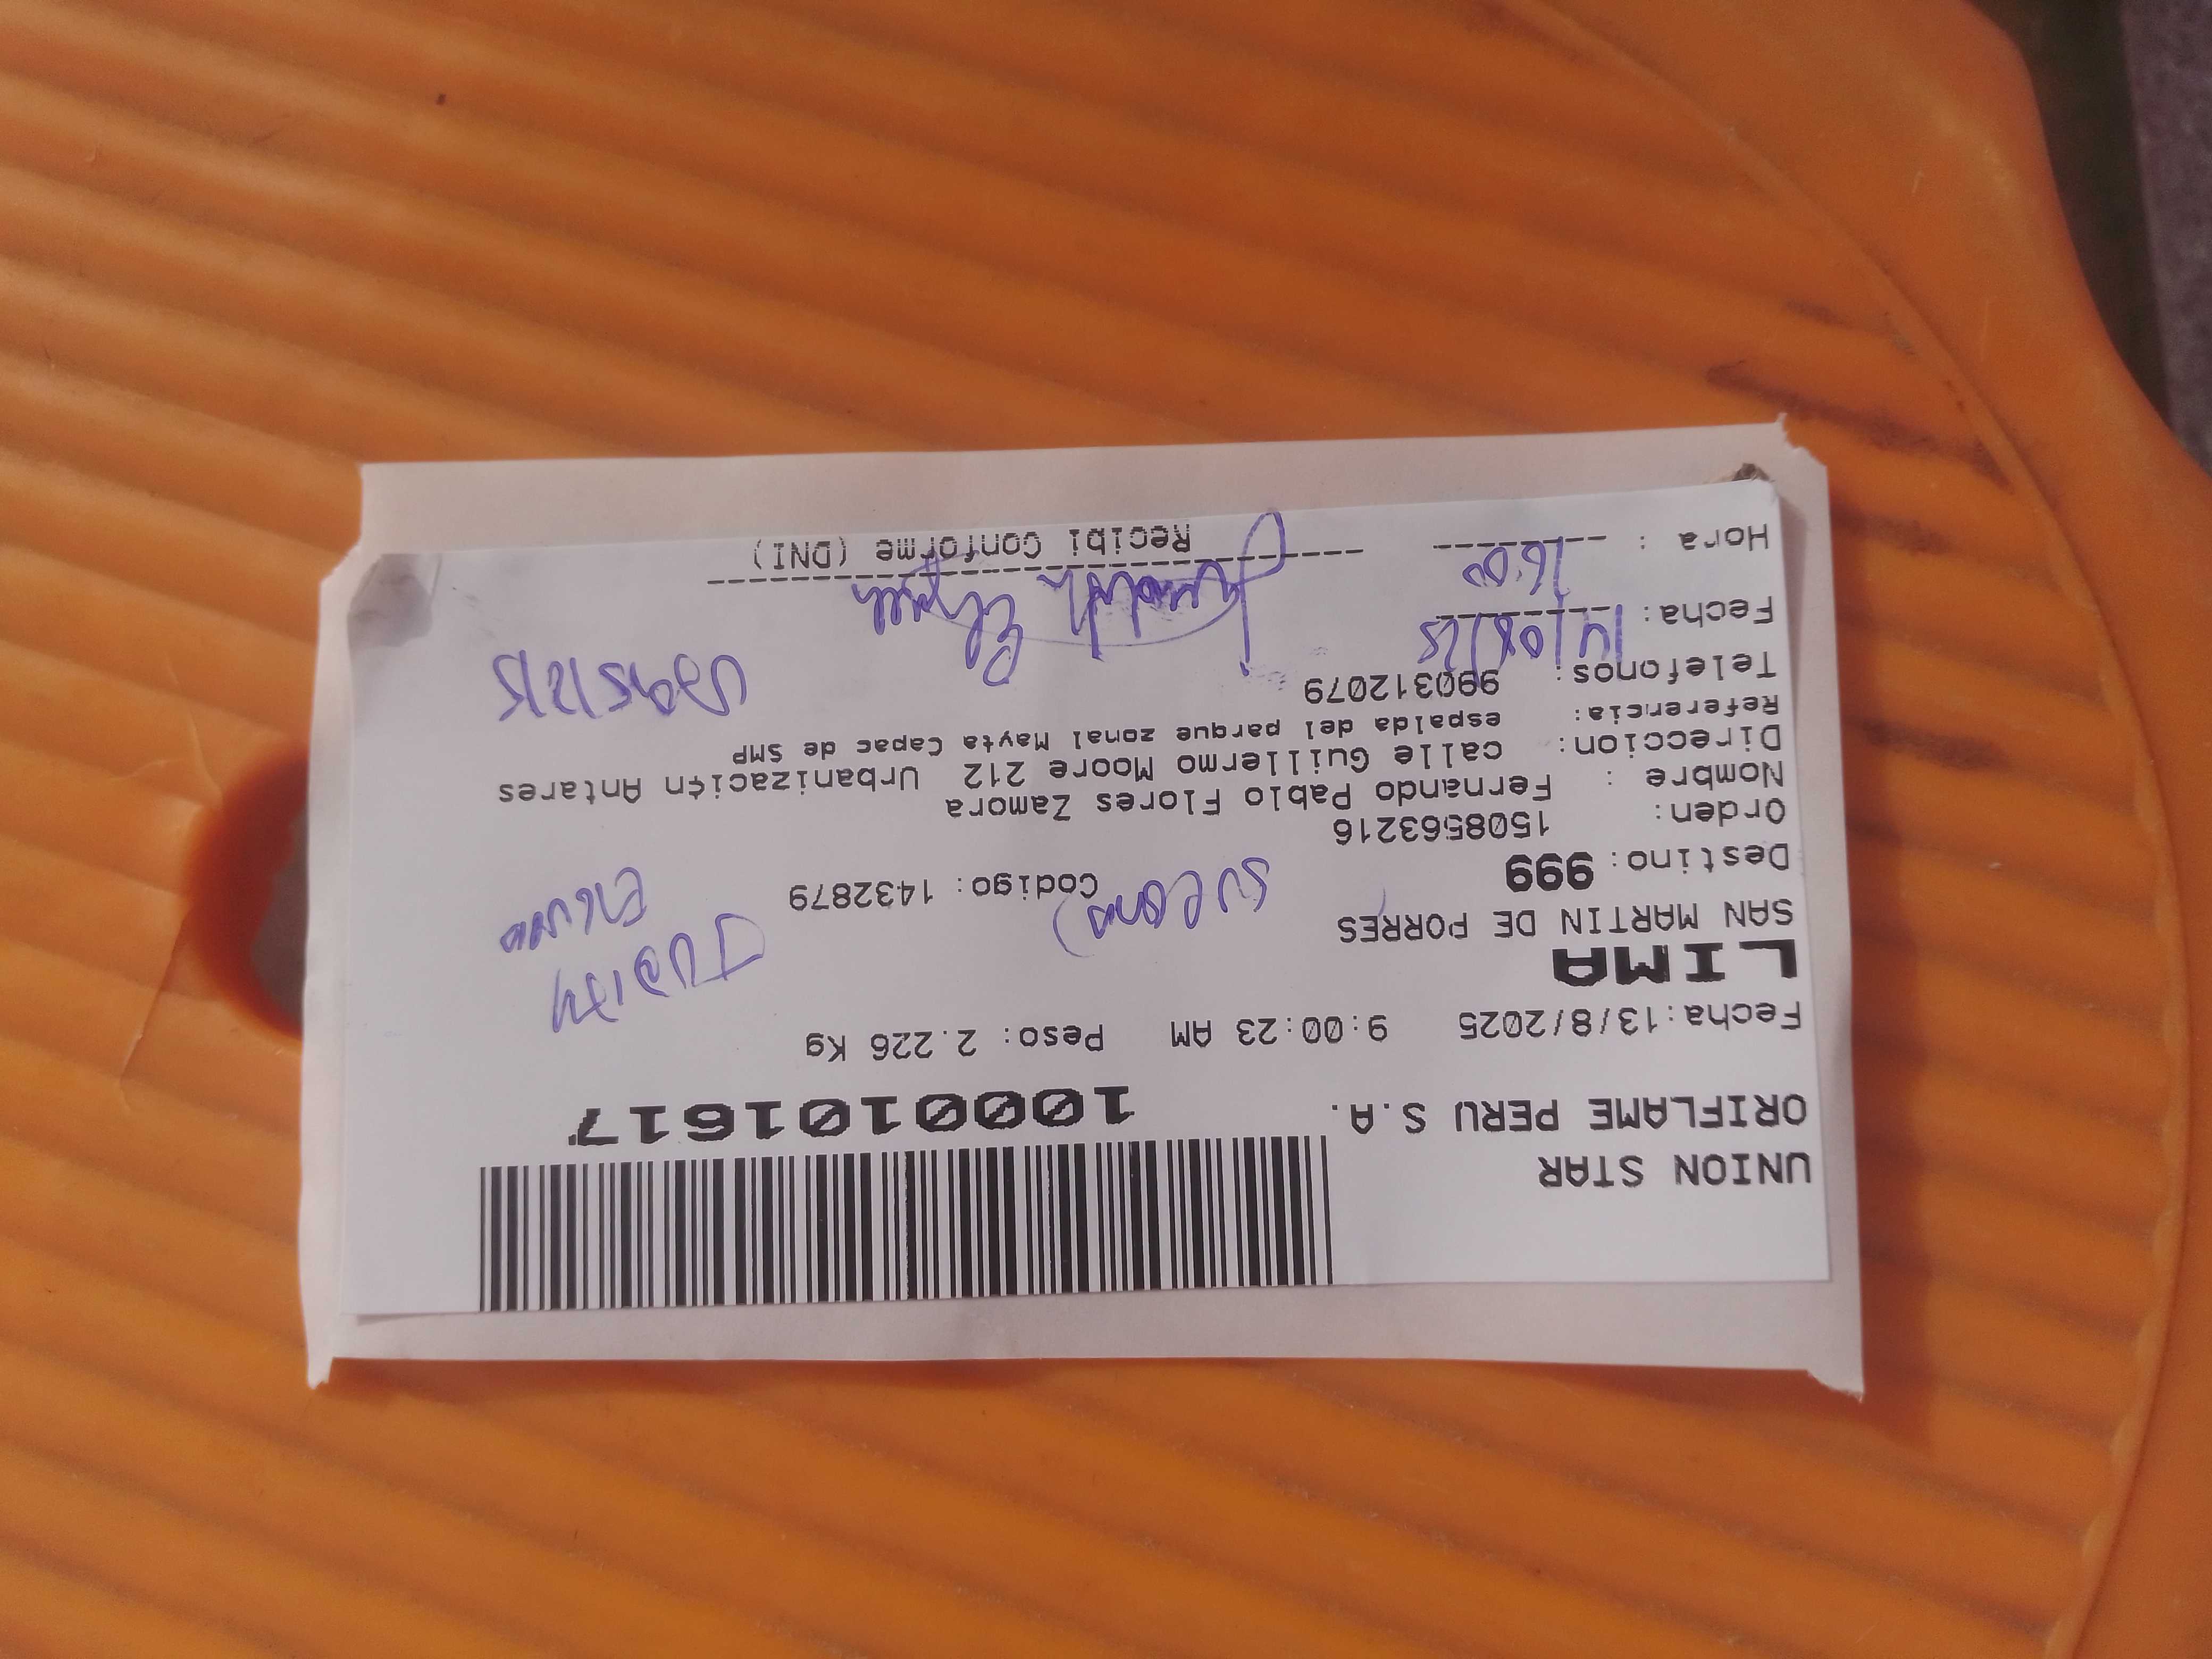 UNION STAR
ORIFLAME PERU S.A. 1000101617
Fecha:13/8/2025 9:00:23 AM Peso: 2.226 Kg
LIMA
JUDITH
SAN MARTIN DE PORRES
Destino: 999 Codigo: 1432879
Orden: 1508563216
Nombre : Fernando Pablo Flores Zamora
Direccion: calle Guillermo Moore 212 Urbanizaci¢n Antares
Referencia: espalda del parque zonal Mayta Capac de SMP
Telefonos: 990312079
Fecha: 14/08/25
Hora : 16:00
Recibi Conforme (DNI)